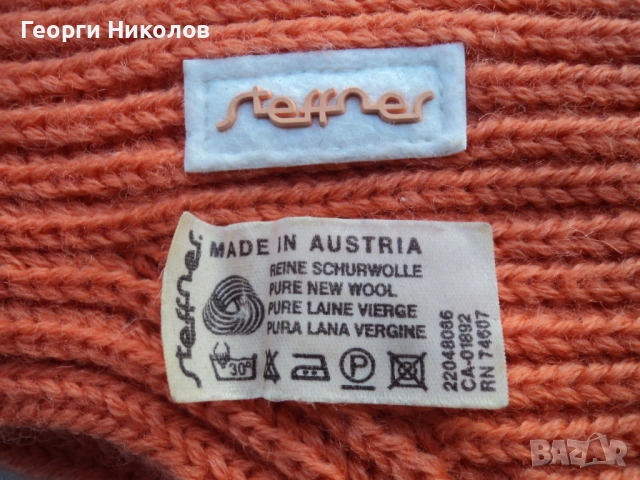 Георги Николов
steffner
steffner
MADE IN AUSTRIA
REINE SCHURWOLLE
PURE NEW WOOL
PURE LAINE VIERGE
PURA LANA VERGINE
30°
P
22048086
CA-01892
RN 74607
BAZAR